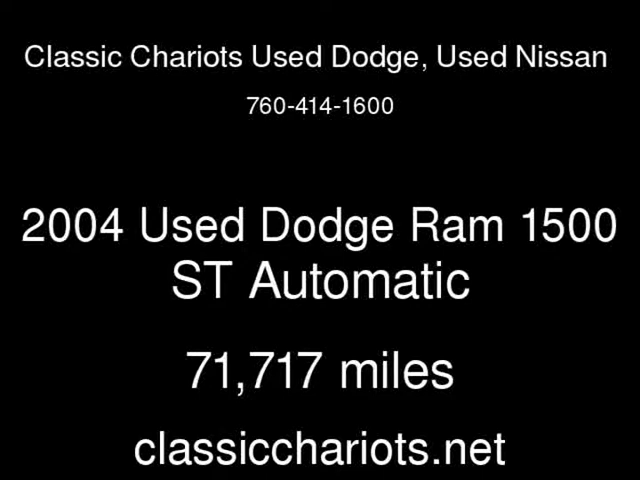 Classic Chariots Used Dodge, Used Nissan
760-414-1600
2004 Used Dodge Ram 1500
ST Automatic
71,717 miles
classicchariots.net